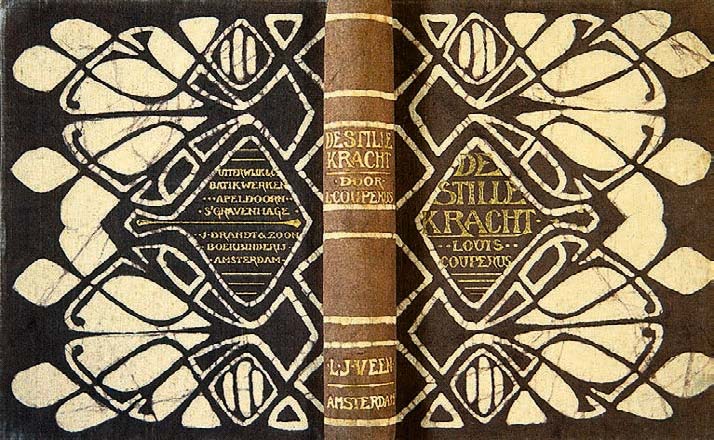 UITTERWIJK & C.
BATIKWERKEN
APELDOORN
S'GRAVENHAGE
J. BRANDT & ZOON
BOEKBINDERIJ
AMSTERDAM
DE STILLE
KRACHT
DOOR
L. COUPERUS
L. J. VEEN
AMSTERDAM
DE
STILLE
KRACHT
LOUIS
COUPERUS